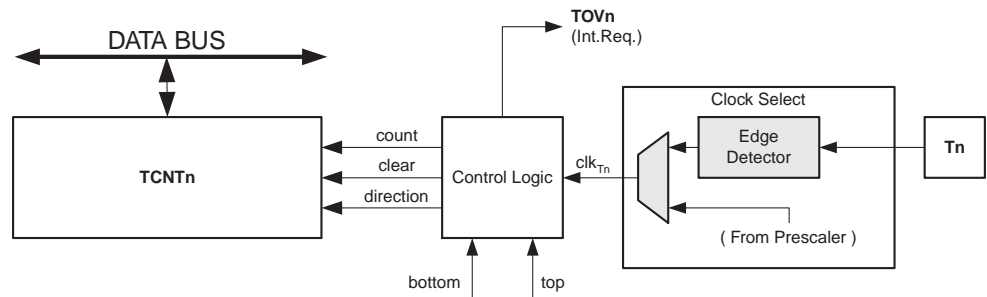 DATA BUS
TOVn
(Int.Req.)
Clock Select
count
Edge
Detector
Tn
TCNTn
clear
Control Logic
clkTn
direction
( From Prescaler )
bottom
top